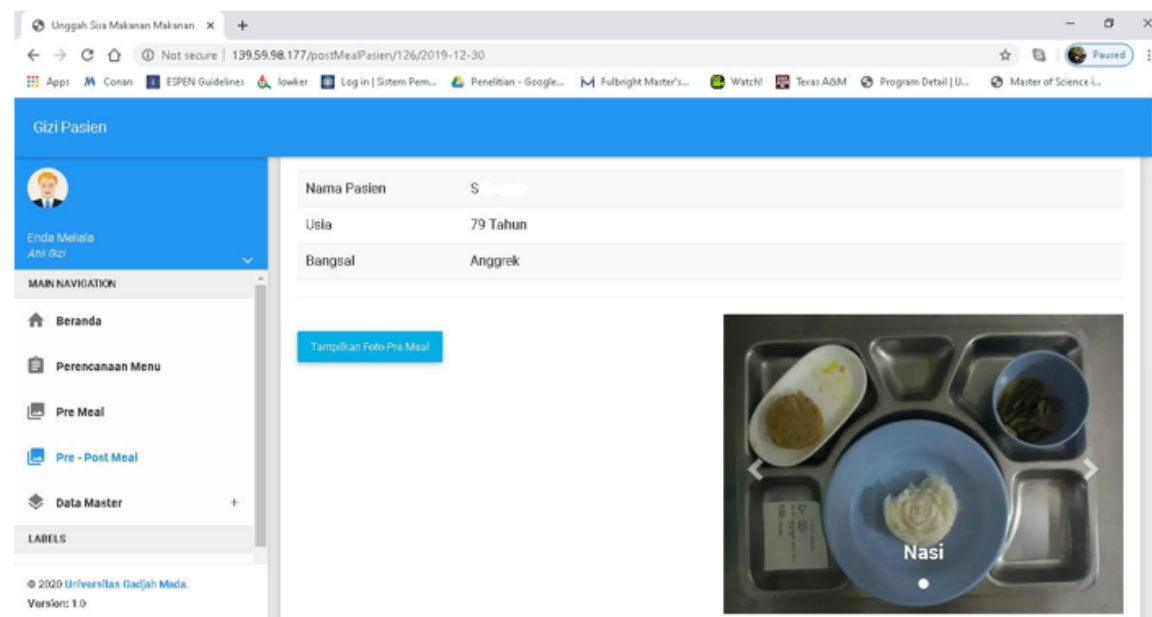 Unggah Sisa Makanan Makanan
Not secure | 139.59.98.177/postMealPasien/126/2019-12-30
Paused
Apps
Conan
ESPEN Guidelines
lowker
Log in | Sistem Pem...
Penelitian - Google...
Fulbright Master's...
Watch!
Texas A&M
Program Detail | U...
Master of Science i...
Gizi Pasien
Enda Meliala
Ahli Gizi
MAIN NAVIGATION
Beranda
Perencanaan Menu
Pre Meal
Pre - Post Meal
Data Master +
LABELS
© 2020 Universitas Gadjah Mada.
Version: 1.0
Nama Pasien S
Usia 79 Tahun
Bangsal Anggrek
Tampilkan Foto Pre Meal
Nasi